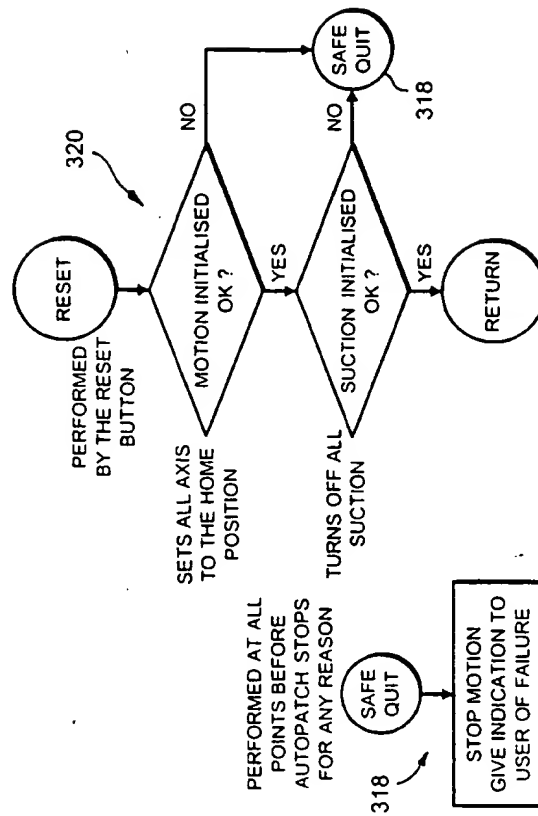 RESET
PERFORMED
BY THE RESET
BUTTON
320
MOTION INITIALISED
OK ?
NO
SETS ALL AXIS
TO THE HOME
POSITION
YES
SUCTION INITIALISED
OK ?
NO
SAFE
QUIT
318
TURNS OFF ALL
SUCTION
YES
RETURN
PERFORMED AT ALL
POINTS BEFORE
AUTOPATCH STOPS
FOR ANY REASON
SAFE
QUIT
318
STOP MOTION
GIVE INDICATION TO
USER OF FAILURE